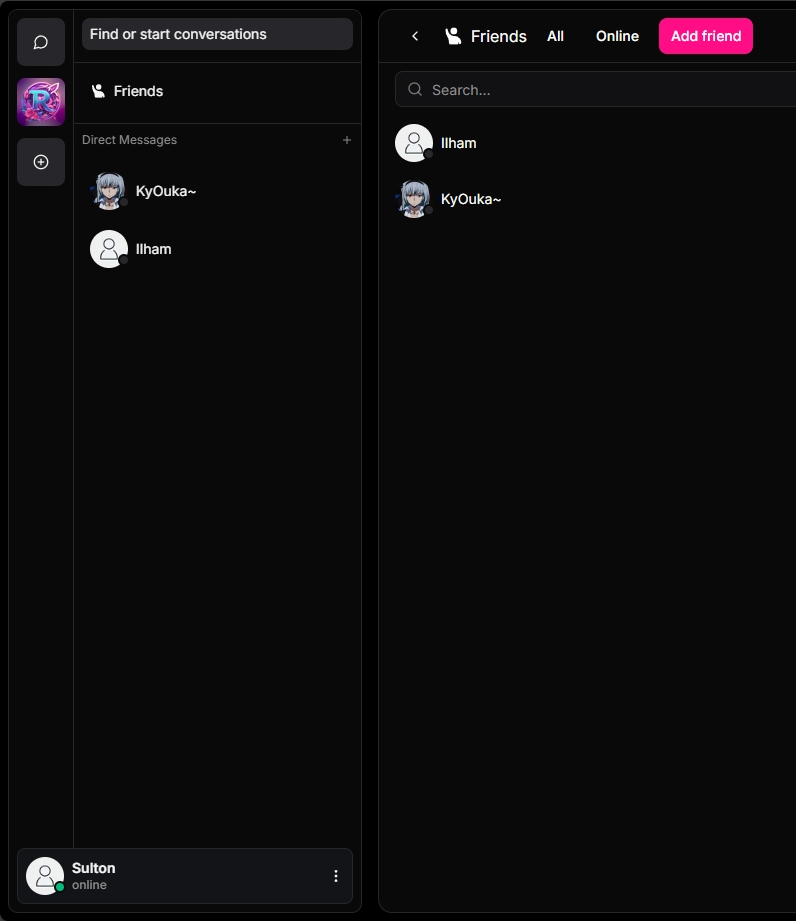 Find or start conversations
Friends
Direct Messages
KyOuka~
Ilham
Sulton
online
Friends
All
Online
Add friend
Search...
Ilham
KyOuka~